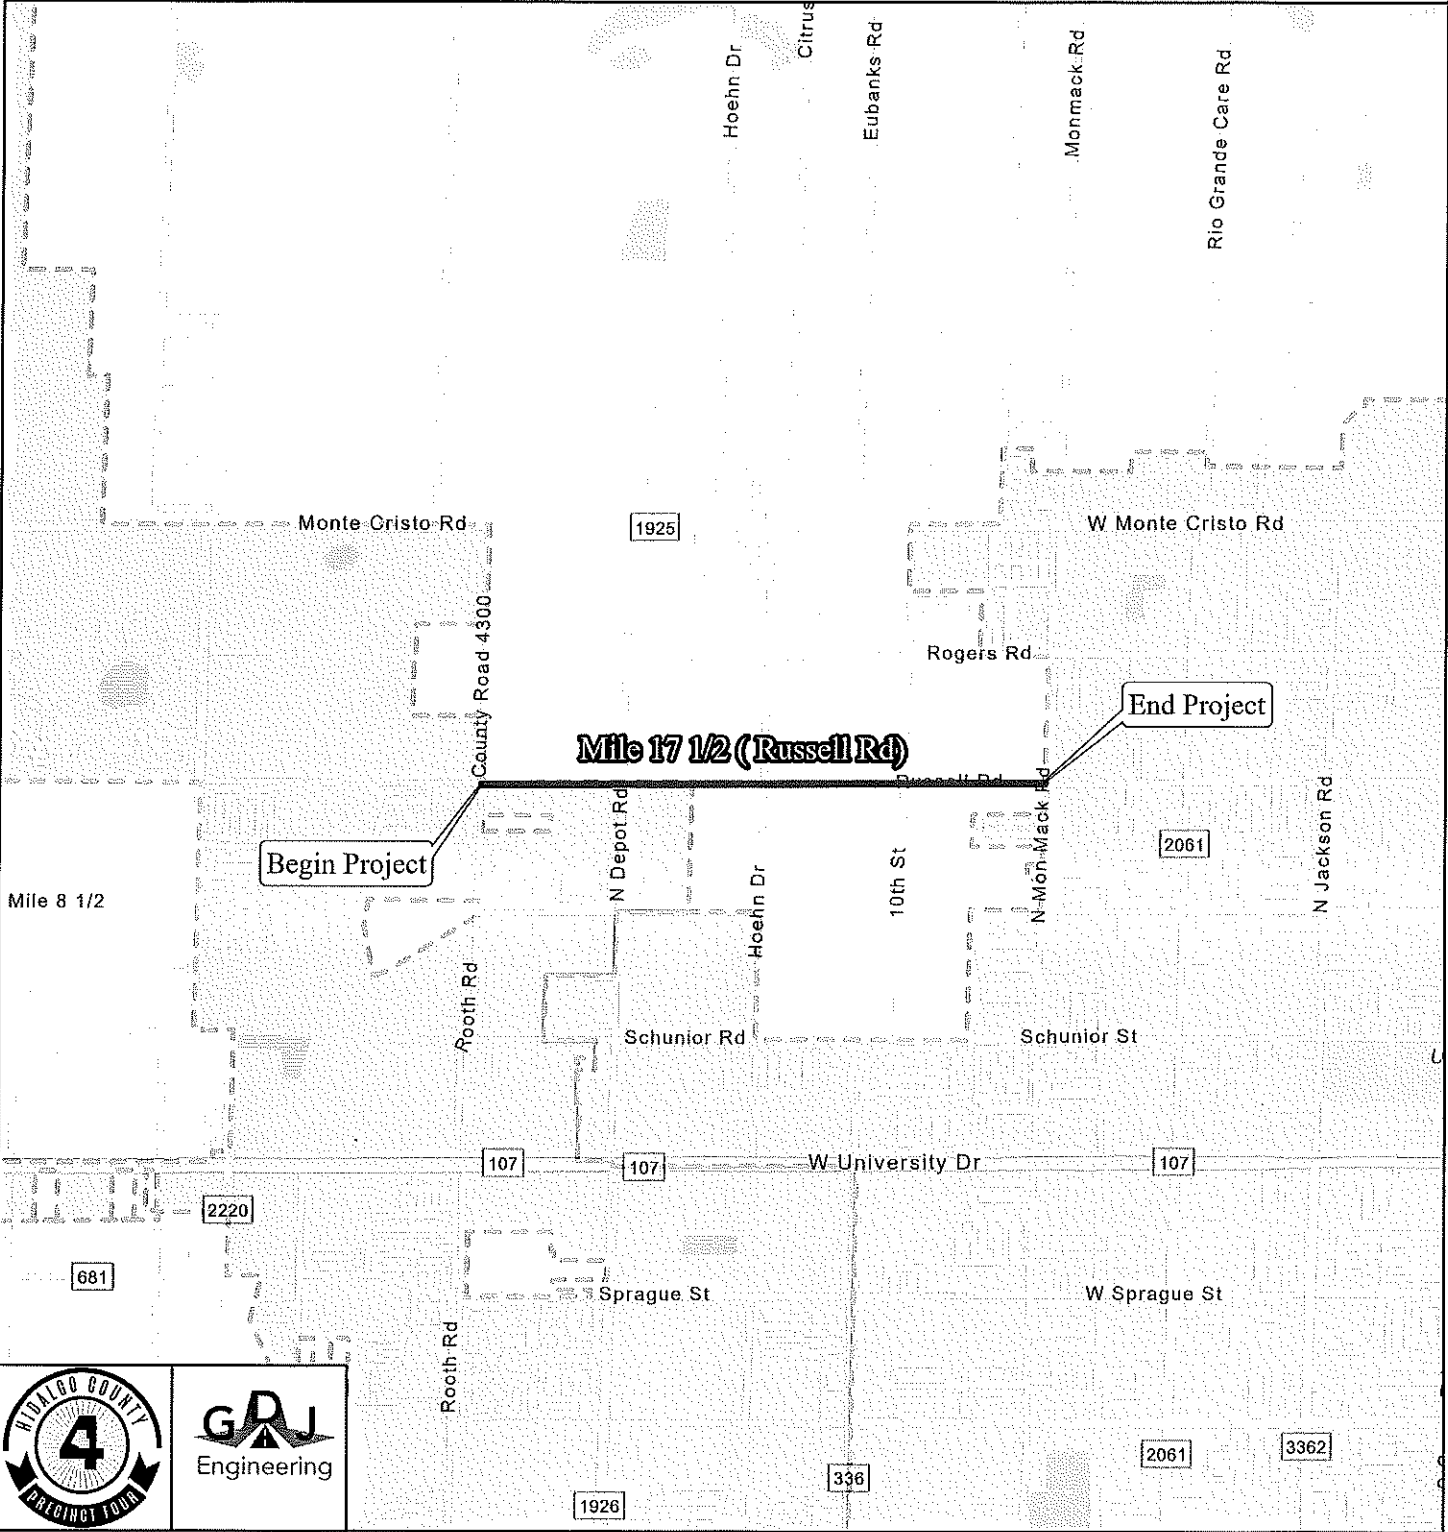 Citrus
Hoehn Dr
Eubanks Rd
Monmack Rd
Rio Grande Care Rd
Monte Cristo Rd
1925
W Monte Cristo Rd
County Road 4300
Rogers Rd
End Project
Mile 17 1/2 ( Russell Rd)
Russell Rd
Begin Project
N Depot Rd
Hoehn Dr
10th St
N Mon Mack Rd
2061
N Jackson Rd
Mile 8 1/2
Rooth Rd
Schunior Rd
Schunior St
107
107
W University Dr
107
2220
681
Sprague St
W Sprague St
Rooth Rd
HIDALGO COUNTY
4
PRECINCT FOUR
GDJ
Engineering
1926
336
2061
3362